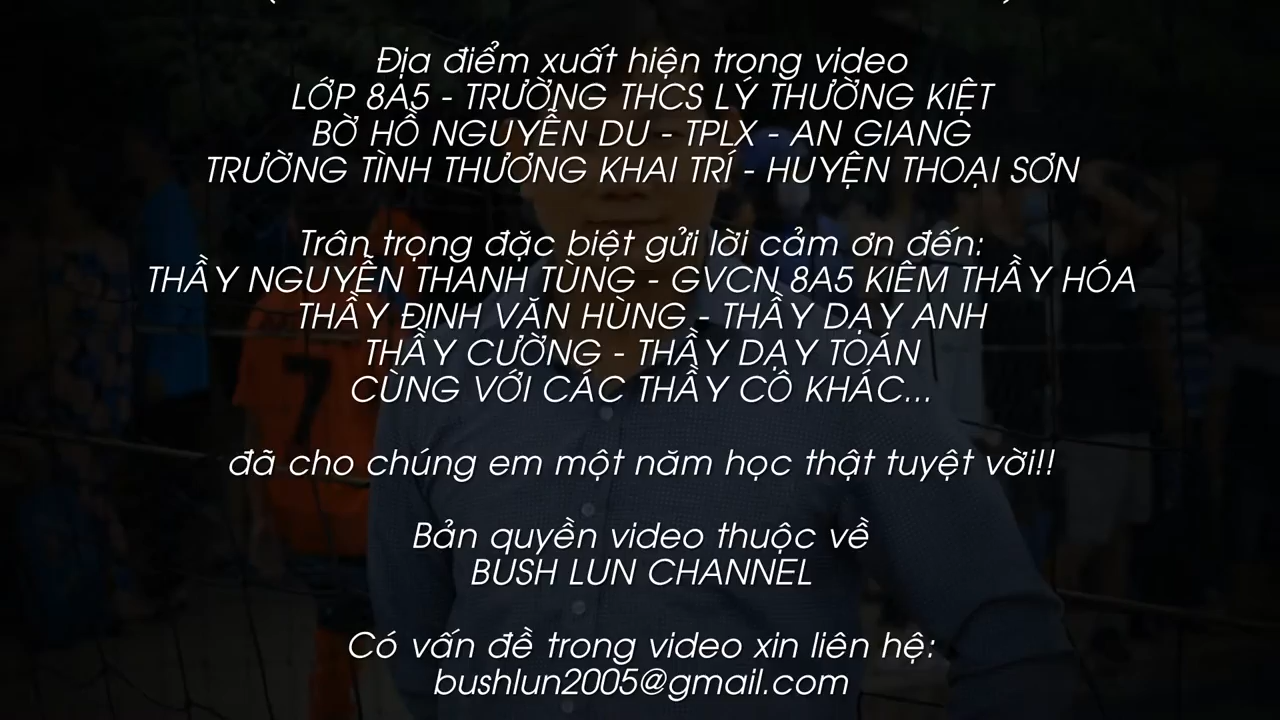 Địa điểm xuất hiện trong video
LỚP 8A5 - TRƯỜNG THCS LÝ THƯỜNG KIỆT
BỜ HỒ NGUYỄN DU - TPLX - AN GIANG
TRƯỜNG TÌNH THƯƠNG KHAI TRÍ - HUYỆN THOẠI SƠN
Trân trọng đặc biệt gửi lời cảm ơn đến:
THẦY NGUYỄN THANH TÙNG - GVCN 8A5 KIÊM THẦY HÓA
THẦY ĐINH VĂN HÙNG - THẦY DẠY ANH
THẦY CƯỜNG - THẦY DẠY TOÁN
CÙNG VỚI CÁC THẦY CÔ KHÁC...
đã cho chúng em một năm học thật tuyệt vời!!
Bản quyền video thuộc về
BUSH LUN CHANNEL
Có vấn đề trong video xin liên hệ:
bushlun2005@gmail.com
7